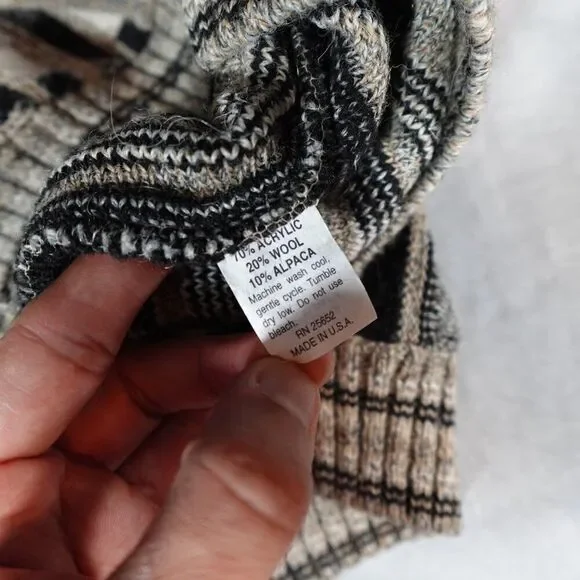 70% ACRYLIC
20% WOOL
10% ALPACA
Machine wash cool,
gentle cycle. Tumble
dry low. Do not use
bleach.
RN 25652
MADE IN U.S.A.